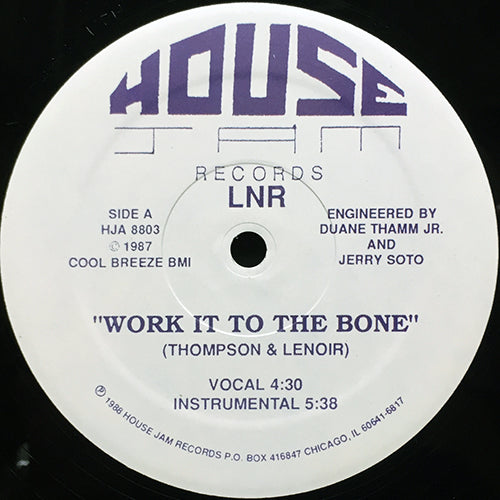 HOUSE
JAM
RECORDS
LNR
SIDE A
HJA 8803
© 1987
COOL BREEZE BMI
ENGINEERED BY
DUANE THAMM JR.
AND
JERRY SOTO
"WORK IT TO THE BONE"
(THOMPSON & LENOIR)
VOCAL 4:30
INSTRUMENTAL 5:38
℗ 1988 HOUSE JAM RECORDS P.O. BOX 416847 CHICAGO, IL 60641-6817